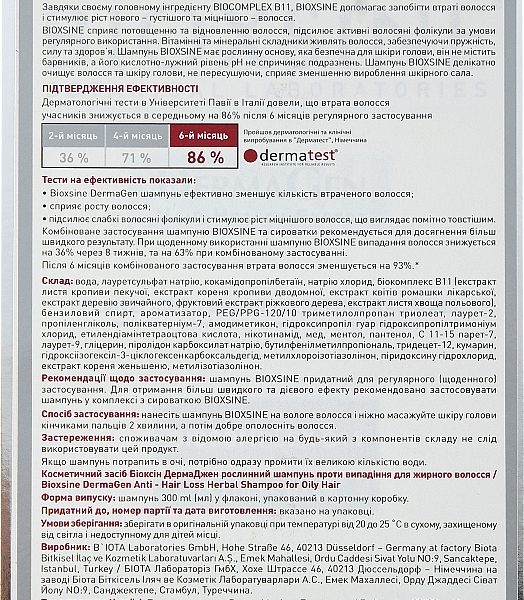 Завдяки своєму головному інгредієнту BIOCOMPLEX B11, BIOXSINE допомагає запобігти втраті волосся
і стимулює ріст нового – густішого та міцнішого – волосся.
BIOXSINE сприяє потовщенню та відновленню волосся, підсилює активні волосяні фолікули за умови
регулярного використання. Вітамінні та мінеральні складники живлять волосся, забезпечуючи пружність,
силу та здоров'я. Шампунь BIOXSINE має рослинну основу, яка безпечна для шкіри голови, він не містить
барвників, а його кислотно-лужний рівень рН не спричиняє подразнень. Шампунь BIOXSINE делікатно
очищує волосся та шкіру голови, не пересушуючи, сприяє зменшенню вироблення шкірного сала.
ПІДТВЕРДЖЕННЯ ЕФЕКТИВНОСТІ
Дерматологічні тести в Університеті Павії в Італії довели, що втрата волосся
учасників знижується в середньому на 86% після 6 місяців регулярного застосування
2-й місяць 4-й місяць 6-й місяць
36 % 71 % 86 %
Пройшов дерматологічні та клінічні
випробування в "Дерматест", Німеччина
dermatest®
RESEARCH INSTITUTE FOR RELIABLE RESULTS
Тести на ефективність показали:
• Bioxsine DermaGen шампунь ефективно зменшує кількість втраченого волосся;
• сприяє росту волосся;
• підсилює слабкі волосяні фолікули і стимулює ріст міцнішого волосся, що виглядає помітно товстішим.
Комбіноване застосування шампуню BIOXSINE та сироватки рекомендується для досягнення більш
швидкого результату. При щоденному використанні шампуню BIOXSINE випадання волосся знижується
на 36% через 8 тижнів, та на 63% при комбінованому застосуванні.
Після 6 місяців комбінованого застосування втрата волосся зменшується на 93%.*
Склад: вода, лауретсульфат натрію, кокамідопропілбетаїн, натрію хлорид, біокомплекс B11 (екстракт
листя кропиви пекучої, екстракт кореня кропиви дводомної, екстракт квітів ромашки лікарської,
екстракт деревію звичайного, фруктовий екстракт ріжкового дерева, екстракт листя хвоща польового),
бензиловий спирт, ароматизатор, PEG/PPG-120/10 триметилолпропан триолеат, лаурет-2,
пропіленгліколь, полікватерніум-7, амодиметикон, гідроксипропіл гуар гідроксипропілтримоніум
хлорид, етилендіамінтетраоцтова кислота, нікотинамід, мед, ментол, пантенол, С 11-15 парет-7,
лаурет-9, гліцерин, піролідон карбоксилат натрію, бутилфенілметилпропіональ, тридецет-12, кумарин,
гідроксіізогексіл-3-циклогексенкарбоксальдегід, метилхлороізотіазолінон, піридоксину гідрохлорид,
екстракт кореня женьшеню, метилізотіазолінон.
Рекомендації щодо застосування: шампунь BIOXSINE придатний для регулярного (щоденного)
застосування. Для отримання більш швидкого та дієвого ефекту рекомендовано застосовувати
шампунь у комплексі з сироваткою BIOXSINE.
Спосіб застосування: нанесіть шампунь BIOXSINE на вологе волосся і ніжно масажуйте шкіру голови
кінчиками пальців 2 хвилини, а потім добре ополосніть волосся.
Застереження: споживачам з відомою алергією на будь-який з компонентів складу не слід
використовувати цей продукт.
Якщо шампунь потрапить в очі, потрібно одразу промити їх великою кількістю води.
Косметичний засіб Біоксін ДермаДжен рослинний шампунь проти випадіння для жирного волосся /
Bioxsine DermaGen Anti - Hair Loss Herbal Shampoo for Oily Hair
Форма випуску: шампунь 300 ml (мл) у флаконі, упакований в картонну коробку.
Придатний до, номер партії та дата виготовлення: вказано на упаковці.
Умови зберігання: зберігати в оригінальній упаковці при температурі від 20 до 25 °С в сухому, захищеному
від світла і недоступному для дітей місці.
Виробник: B`IOTA Laboratories GmbH, Hohe Straße 46, 40213 Düsseldorf – Germany at factory Biota
Bitkisel İlaç ve Kozmetik Laboratuvarları A.Ş., Emek Mahallesi, Ordu Caddesi Sivat Yolu NO:9, Sancaktepe,
Istanbul, Turkey / БІОТА Лабораторіз ГмбХ, Хохе Штрассе 46, 40213 Дюссельдорф – Німеччина на
заводі Біота Біткісел Іляч ве Козметік Лаборатуварлари А.С., Емек Махаллесі, Орду Джаддесі Сіват
Йолу NO:9, Санджектепе, Стамбул, Туреччина.